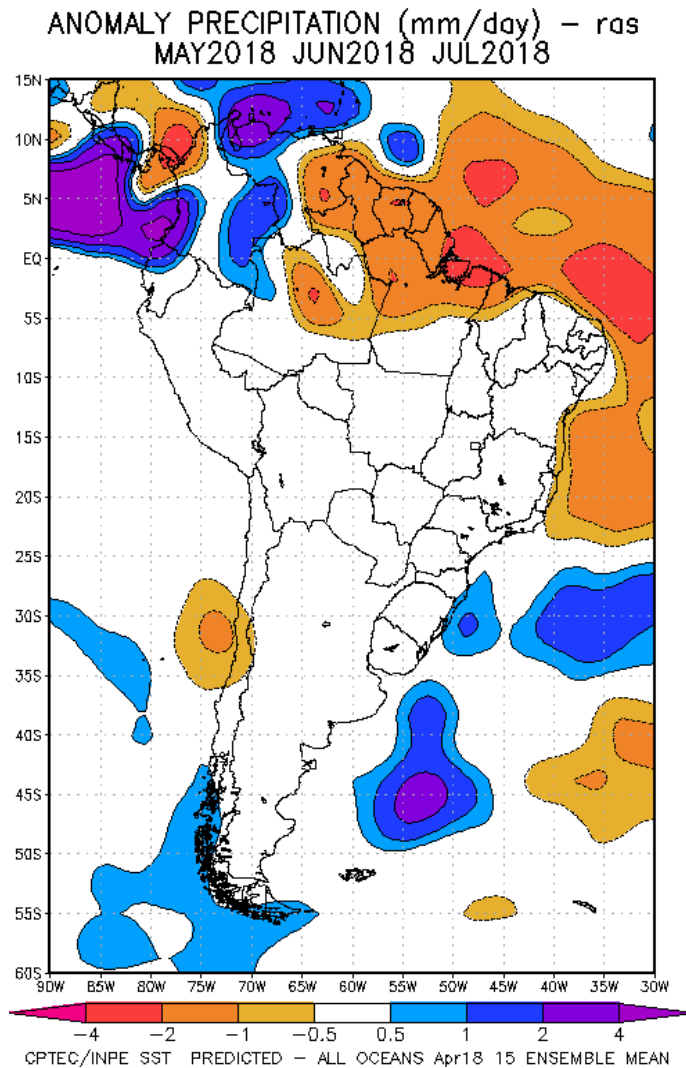 ANOMALY PRECIPITATION (mm/day) – ras
MAY2018 JUN2018 JUL2018
15N
10N
5N
EQ
5S
10S
15S
20S
25S
30S
35S
40S
45S
50S
55S
60S
90W 85W 80W 75W 70W 65W 60W 55W 50W 45W 40W 35W 30W
−4 −2 −1 −0.5 0.5 1 2 4
CPTEC/INPE SST PREDICTED – ALL OCEANS Apr18 15 ENSEMBLE MEAN